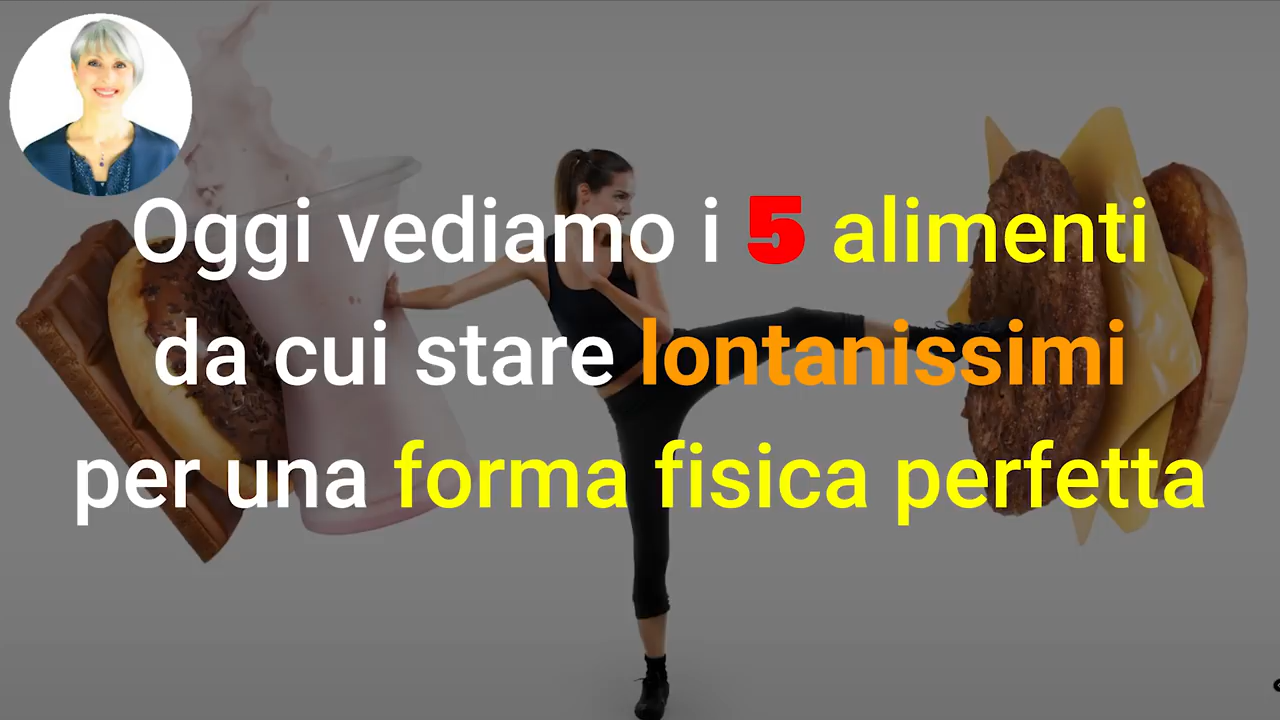 Oggi vediamo i 5 alimenti
da cui stare lontanissimi
per una forma fisica perfetta